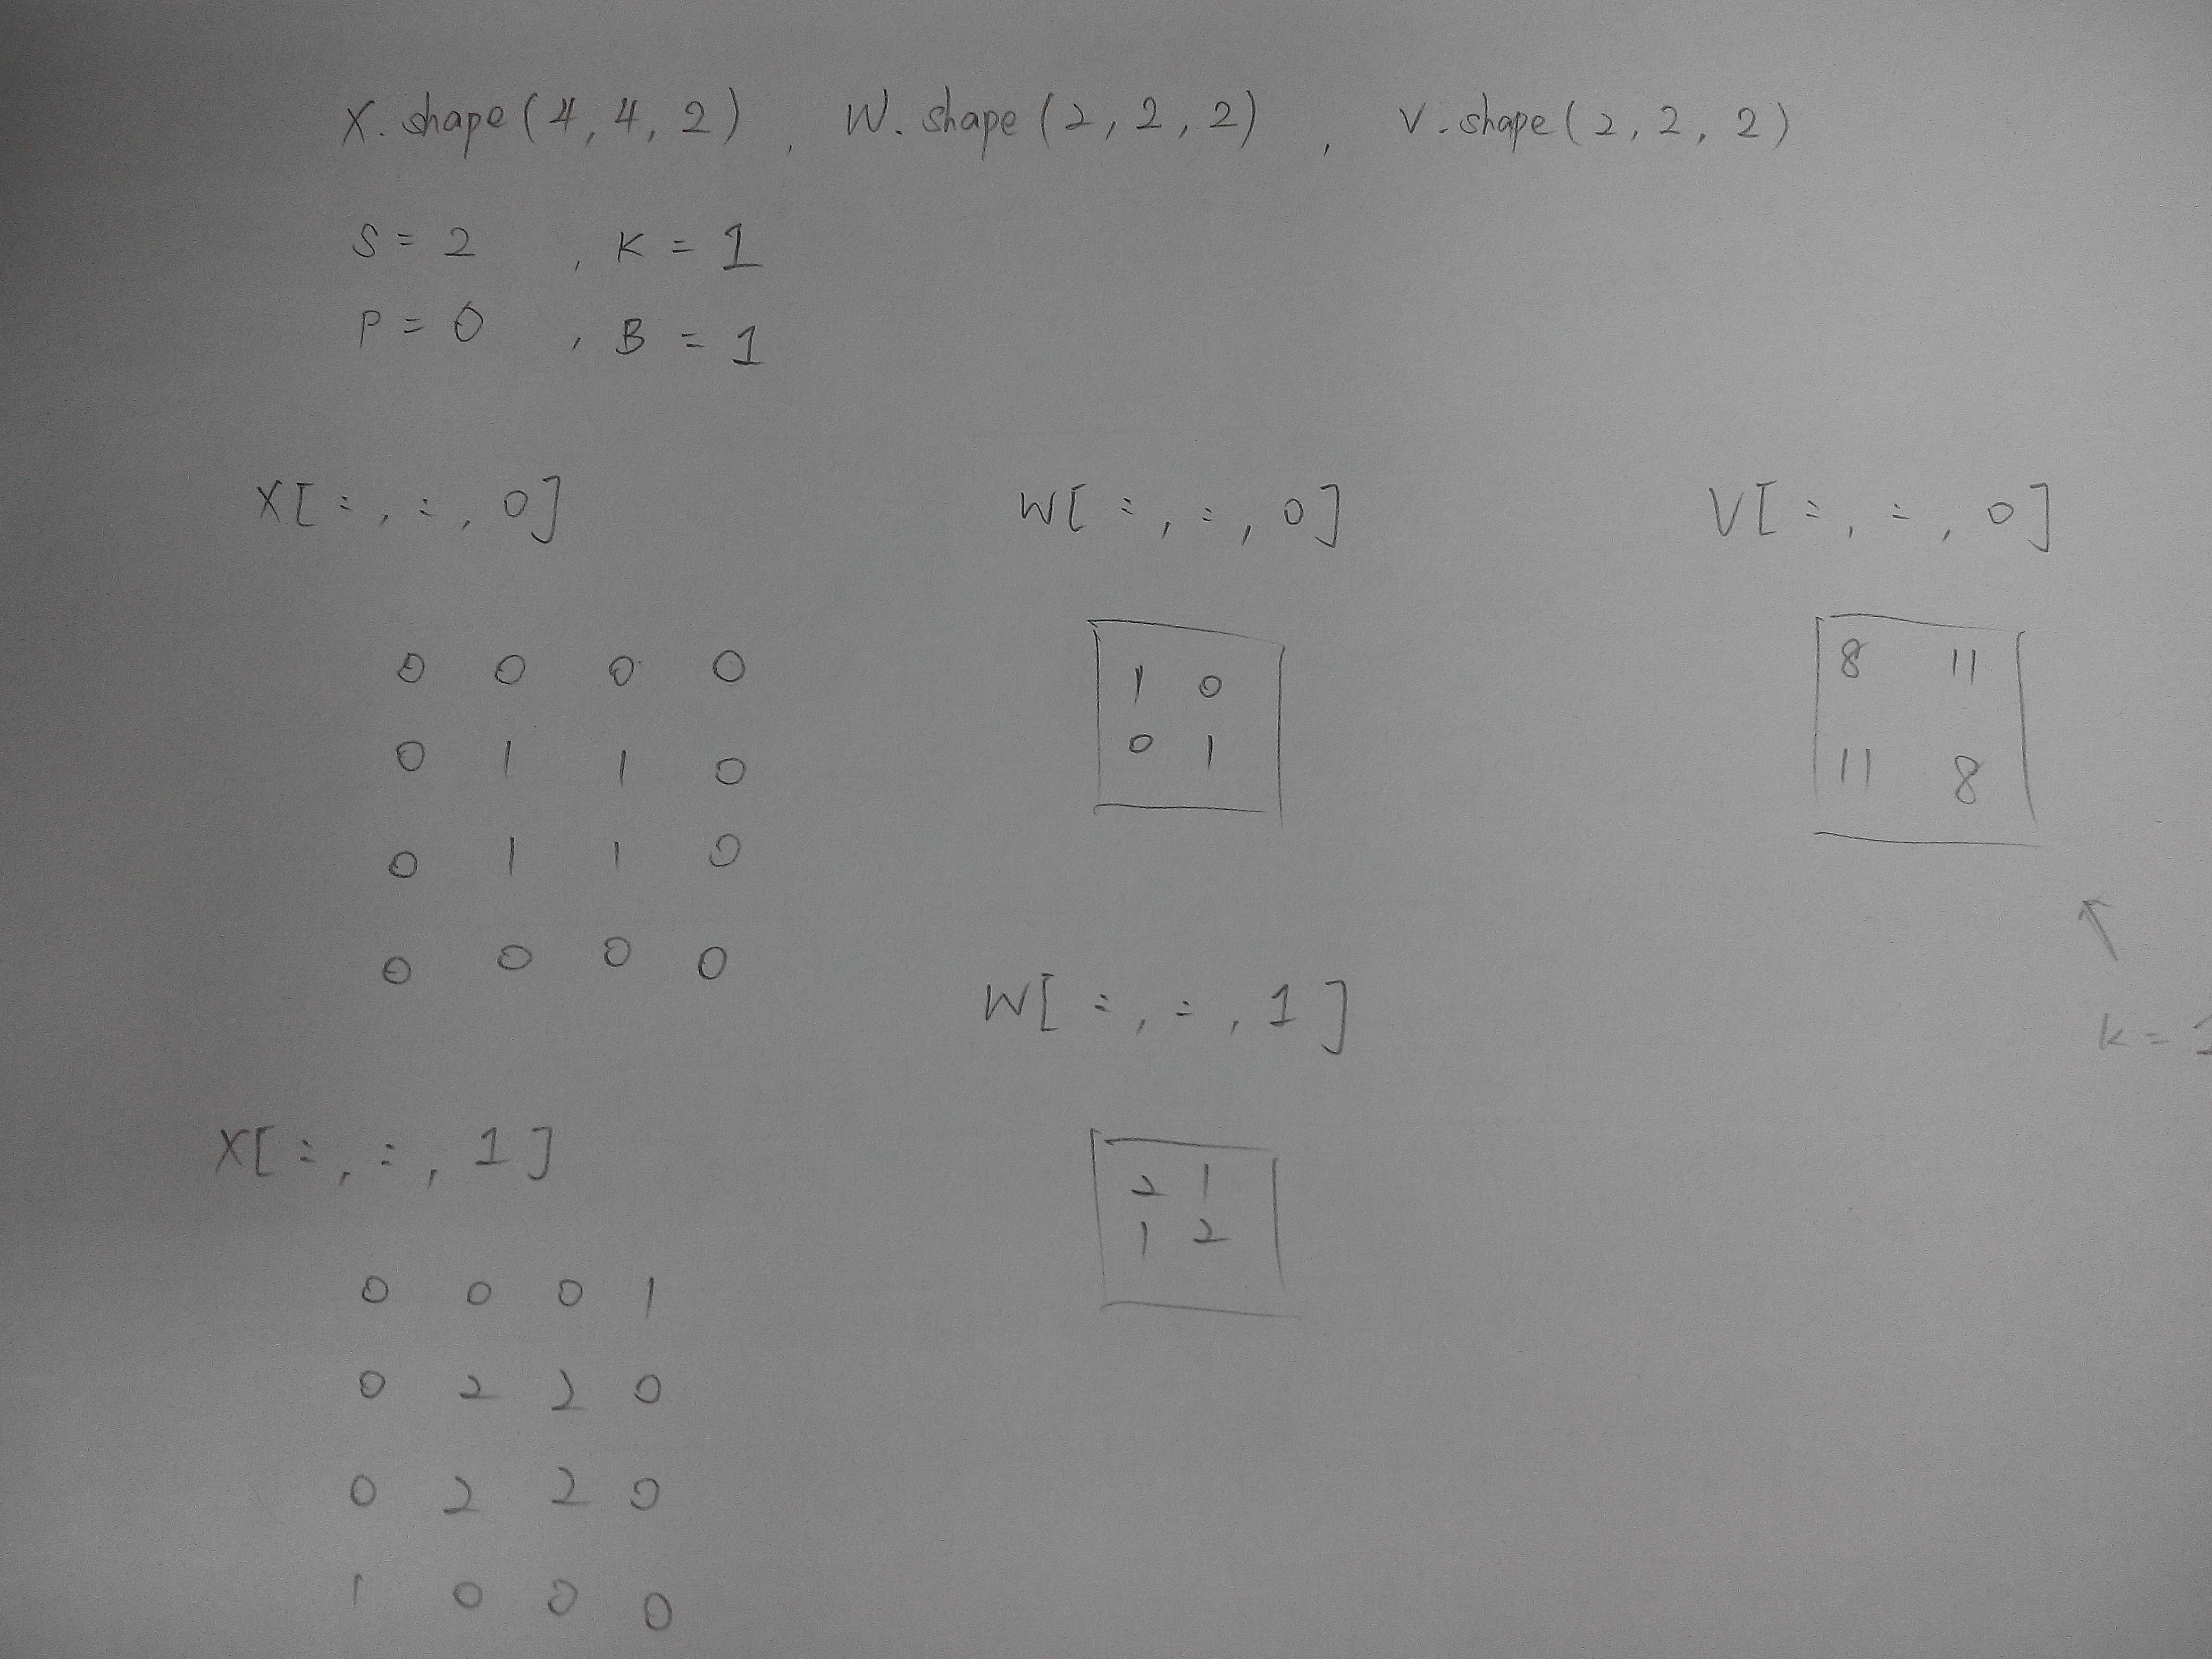 X.shape(4,4,2), W.shape(2,2,2), V.shape(2,2,2)
S=2, K=1
P=0, B=1
X[:,:,0]
0 0 0 0
0 1 1 0
0 1 1 0
0 0 0 0
X[:,:,1]
0 0 0 1
0 2 2 0
0 2 2 0
1 0 0 0
W[:,:,0]
1 0
0 1
W[:,:,1]
2 1
1 2
V[:,:,0]
8 11
11 8
k=